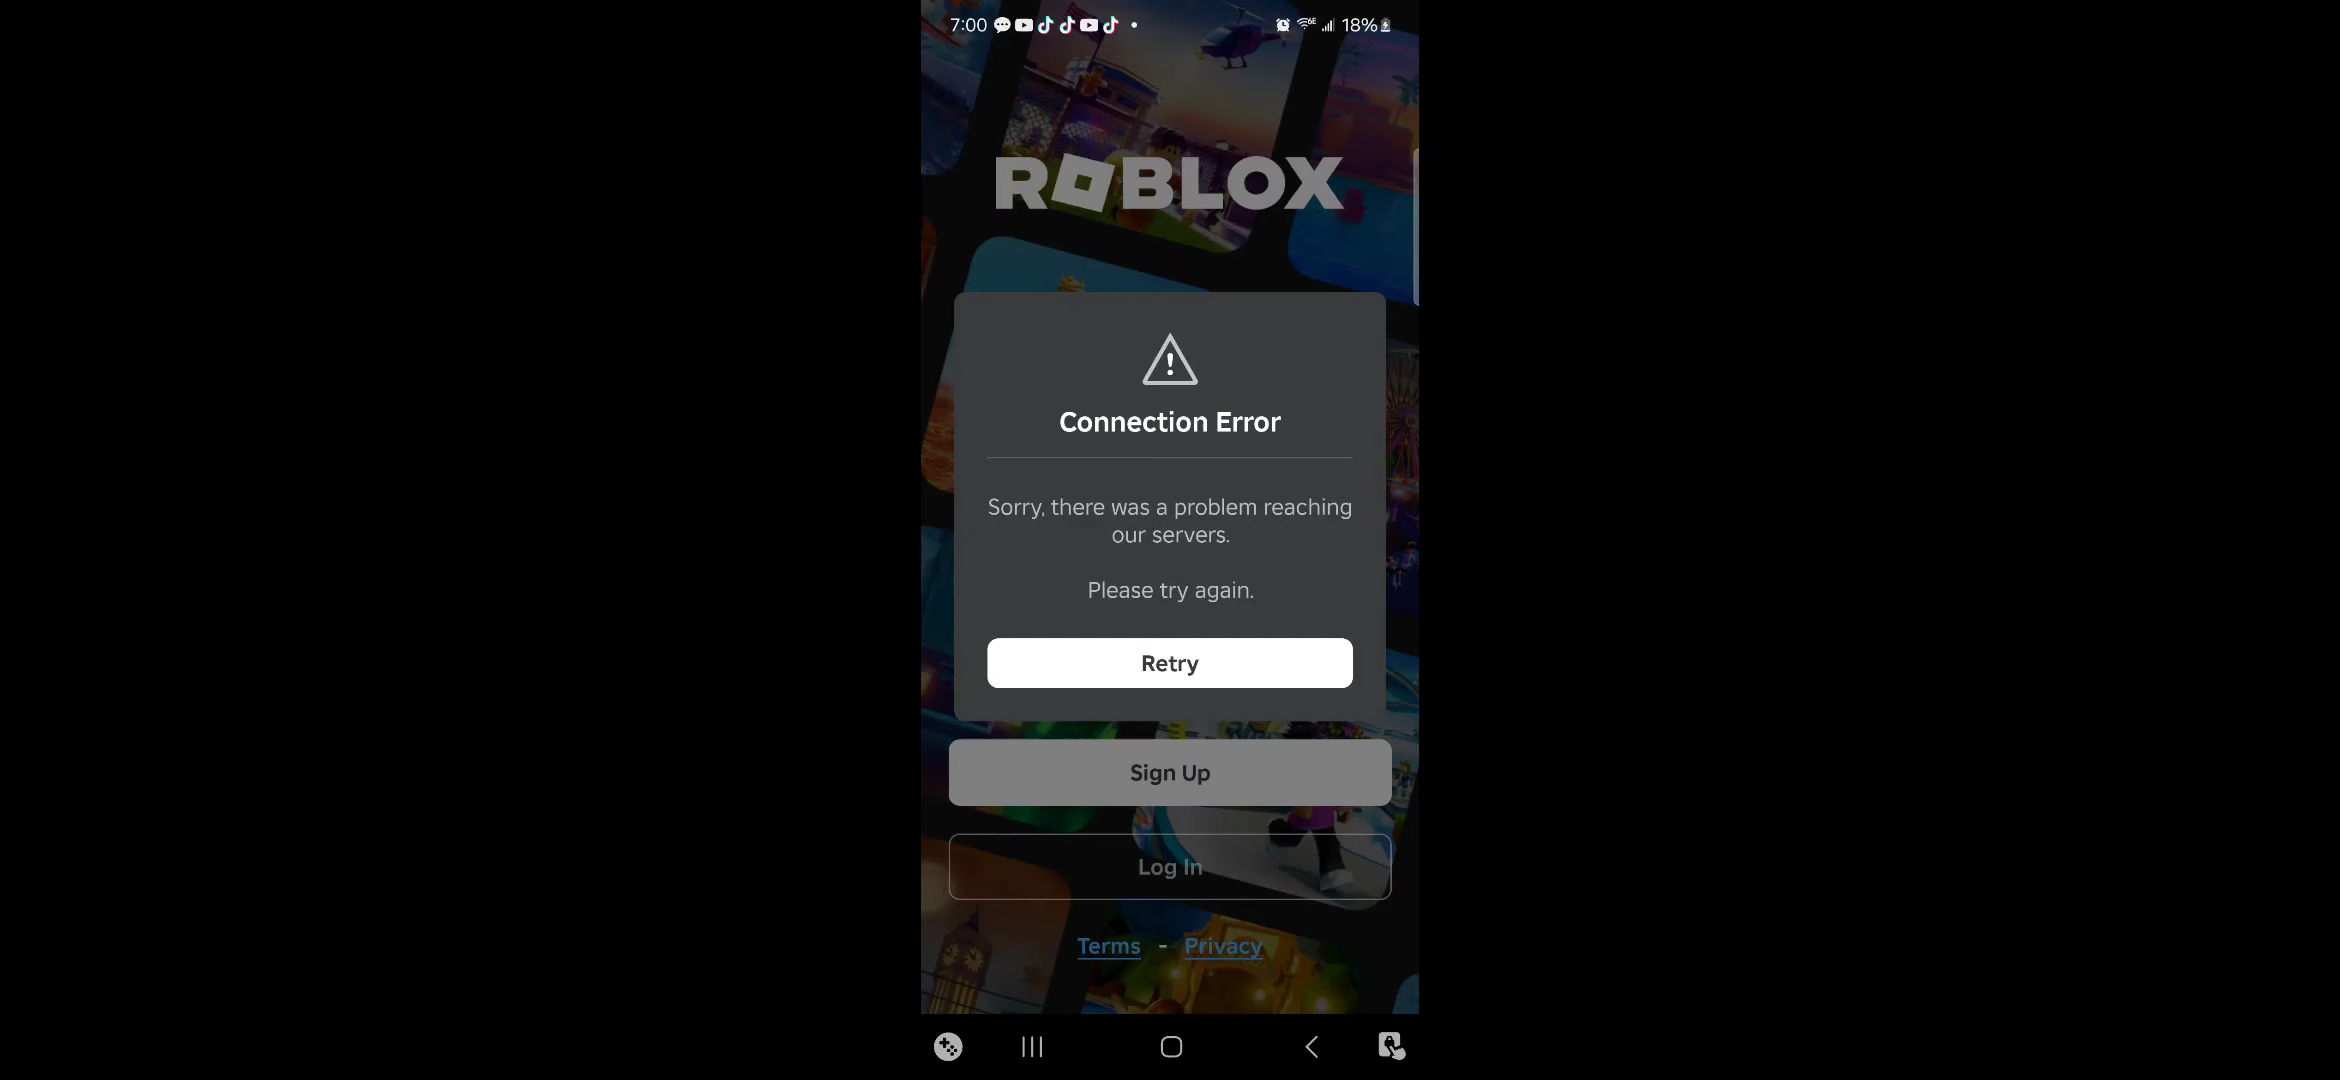 7:00 6E 18%
ROBLOX
Connection Error
Sorry, there was a problem reaching
our servers.
Please try again.
Retry
Sign Up
Log In
Terms - Privacy